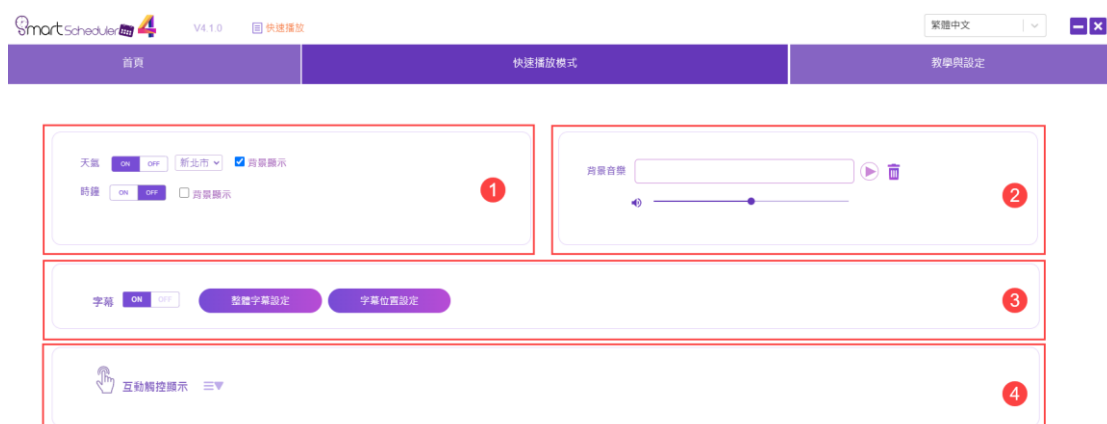 Smart Scheduler 4 V4.1.0 快速播放 繁體中文
首頁 快速播放模式 教學與設定
天氣 ON OFF 新北市 背景顯示
時鐘 ON OFF 背景顯示
1
背景音樂
2
字幕 ON OFF 整體字幕設定 字幕位置設定
3
互動觸控顯示
4